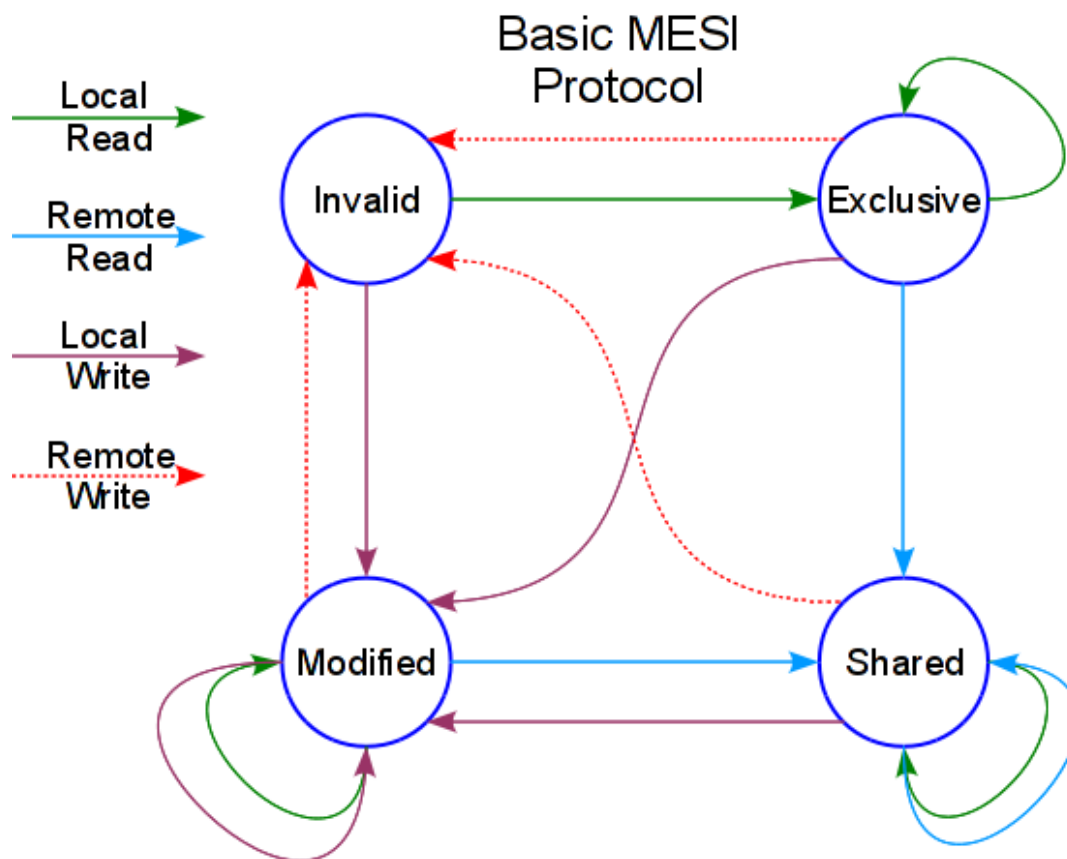 Basic MESI
Protocol
Local
Read
Remote
Read
Local
Write
Remote
Write
Invalid
Exclusive
Modified
Shared